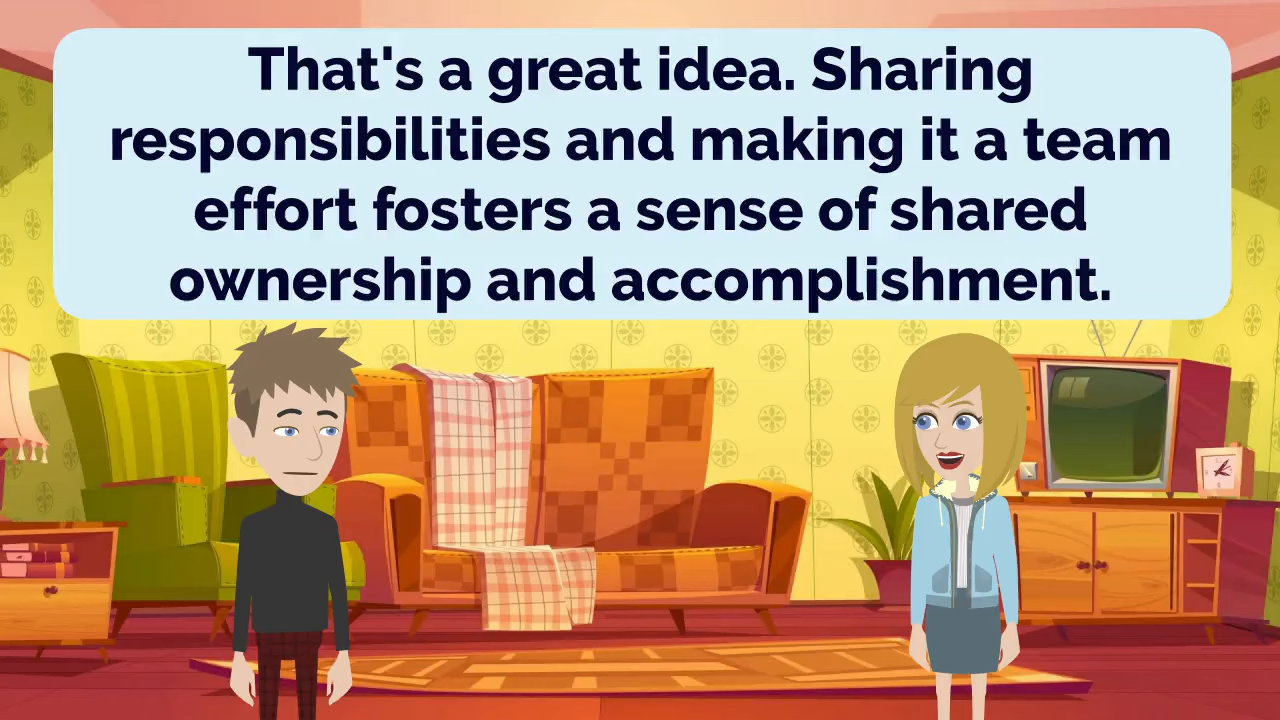 That's a great idea. Sharing
responsibilities and making it a team
effort fosters a sense of shared
ownership and accomplishment.